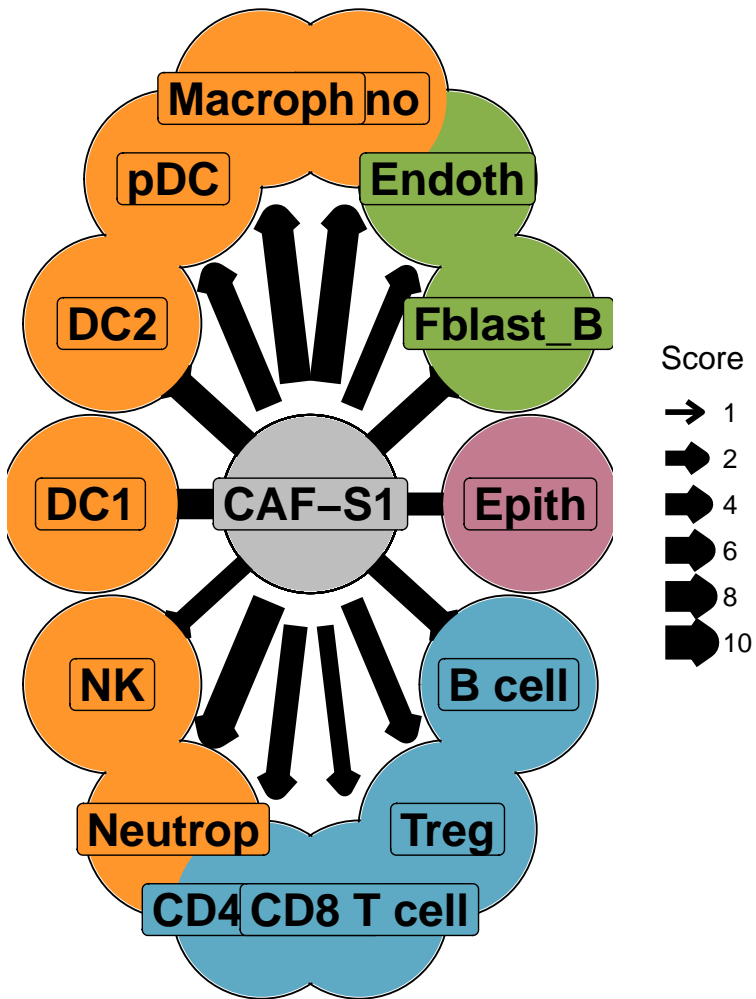 Macroph
no
pDC
Endoth
DC2
Fblast_B
DC1
CAF–S1
Epith
NK
B cell
Neutrop
Treg
CD4
CD8 T cell
Score
1
2
4
6
8
10